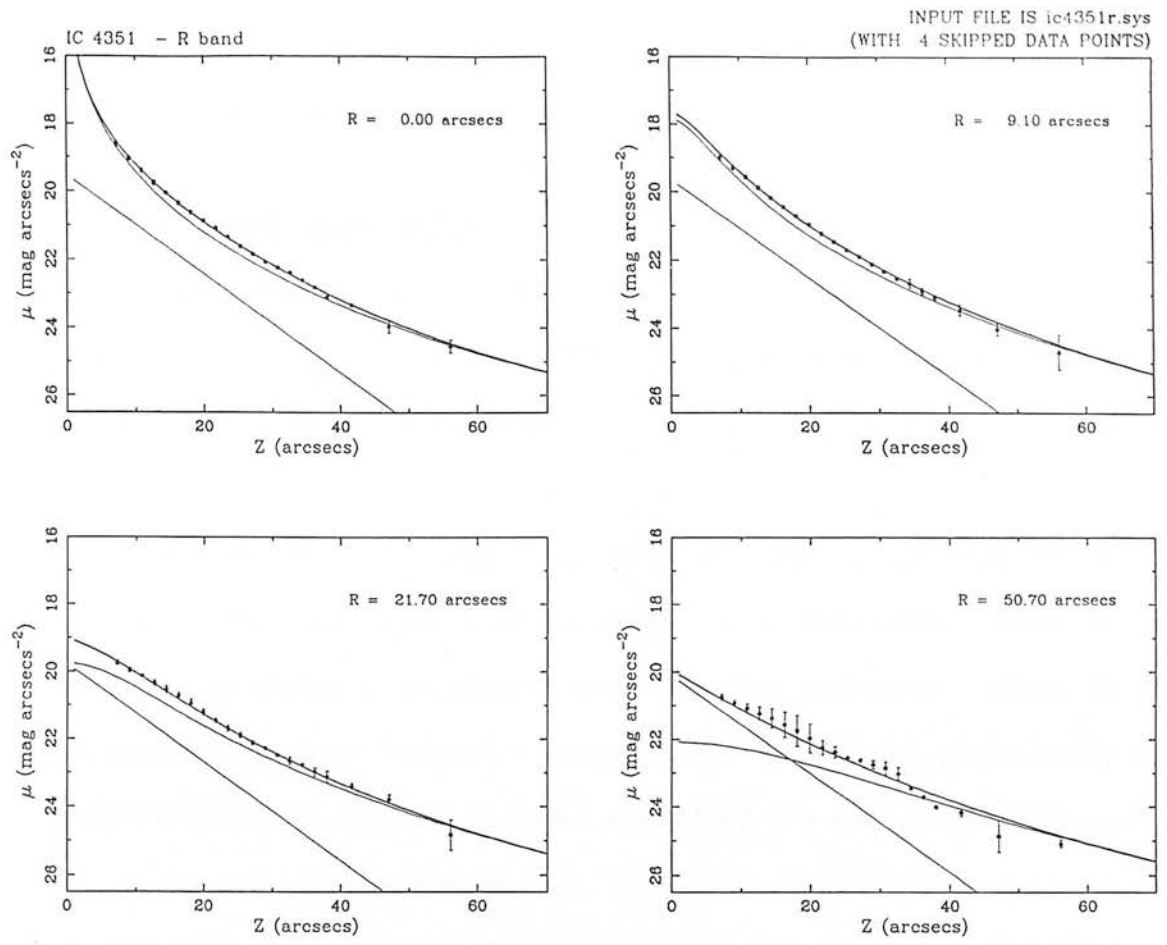 INPUT FILE IS ic4351r.sys
IC 4351 – R band
(WITH 4 SKIPPED DATA POINTS)
R = 0.00 arcsecs
μ (mag arcsecs⁻²)
16
18
20
22
24
26
0
20
40
60
Z (arcsecs)
R = 9.10 arcsecs
μ (mag arcsecs⁻²)
16
18
20
22
24
26
0
20
40
60
Z (arcsecs)
R = 21.70 arcsecs
μ (mag arcsecs⁻²)
16
18
20
22
24
26
28
0
20
40
60
Z (arcsecs)
R = 50.70 arcsecs
μ (mag arcsecs⁻²)
16
18
20
22
24
26
28
0
20
40
60
Z (arcsecs)